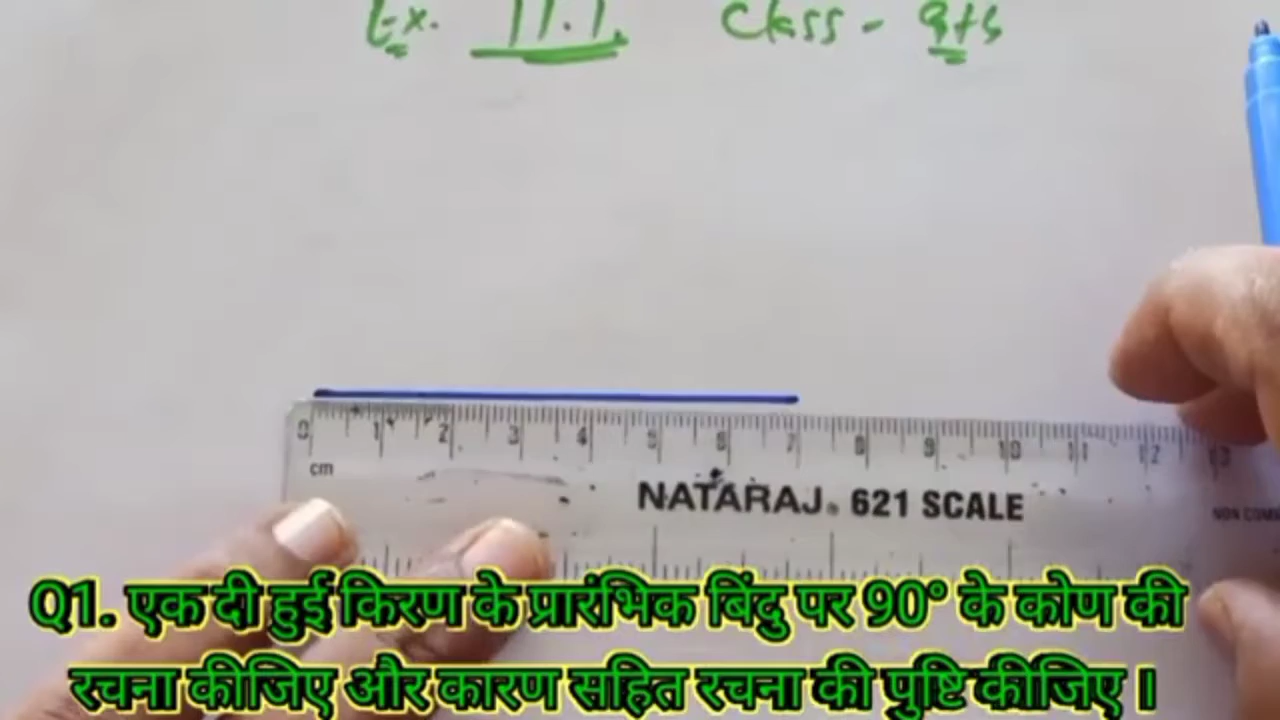 Ex. 11.1 Class - 9th
0 1 2 3 4 5 6 7 8 9 10 11 12 13
cm
NATARAJ 621 SCALE
Q1. एक दी हुई किरण के प्रारंभिक बिंदु पर 90° के कोण की
रचना कीजिए और कारण सहित रचना की पुष्टि कीजिए ।